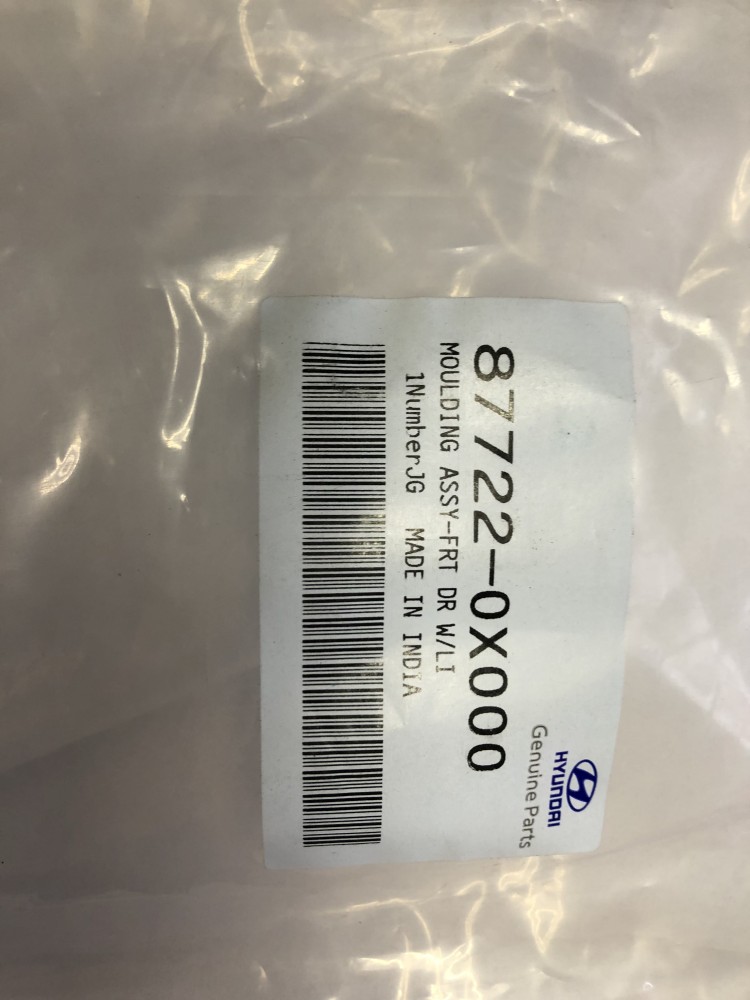 HYUNDAI
Genuine Parts
87722-0X000
MOULDING ASSY-FRT DR W/LI
1NumberJG MADE IN INDIA